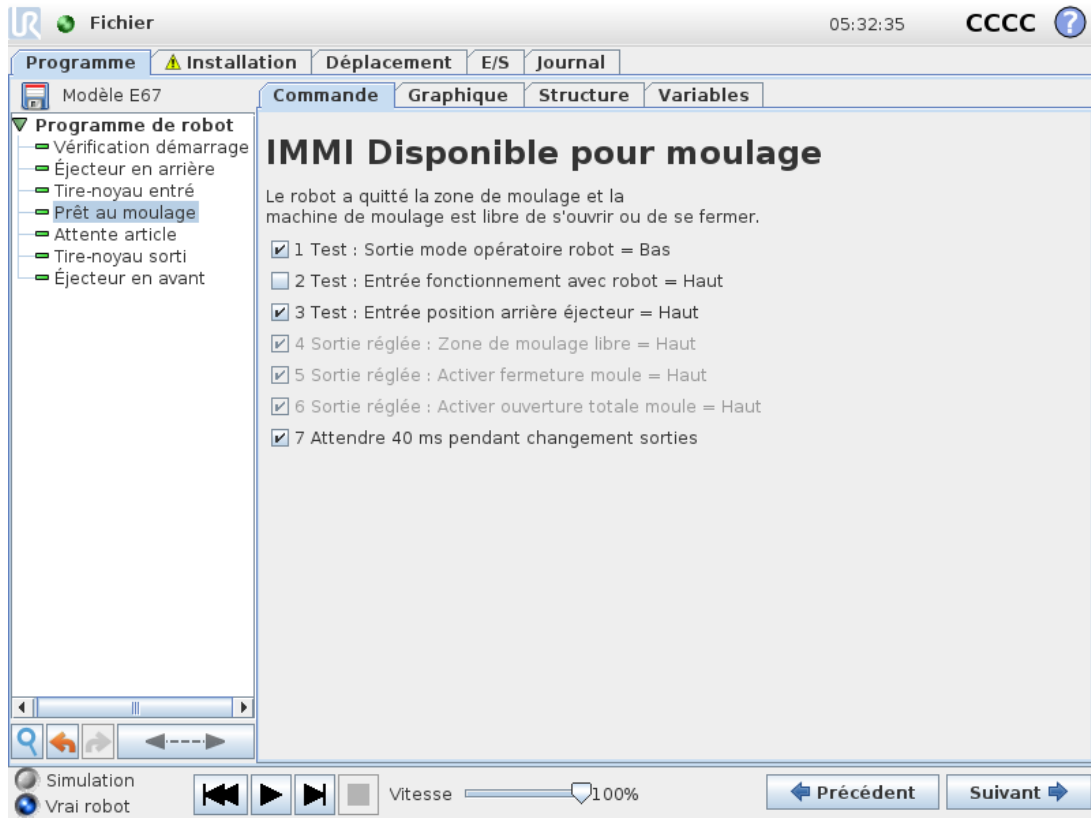 UR Fichier 05:32:35 CCCC ?
Programme Installation Déplacement E/S Journal
Modèle E67
Commande Graphique Structure Variables
Programme de robot
Vérification démarrage
Éjecteur en arrière
Tire-noyau entré
Prêt au moulage
Attente article
Tire-noyau sorti
Éjecteur en avant
IMMI Disponible pour moulage
Le robot a quitté la zone de moulage et la
machine de moulage est libre de s'ouvrir ou de se fermer.
1 Test : Sortie mode opératoire robot = Bas
2 Test : Entrée fonctionnement avec robot = Haut
3 Test : Entrée position arrière éjecteur = Haut
4 Sortie réglée : Zone de moulage libre = Haut
5 Sortie réglée : Activer fermeture moule = Haut
6 Sortie réglée : Activer ouverture totale moule = Haut
7 Attendre 40 ms pendant changement sorties
Simulation
Vrai robot
Vitesse 100%
Précédent Suivant